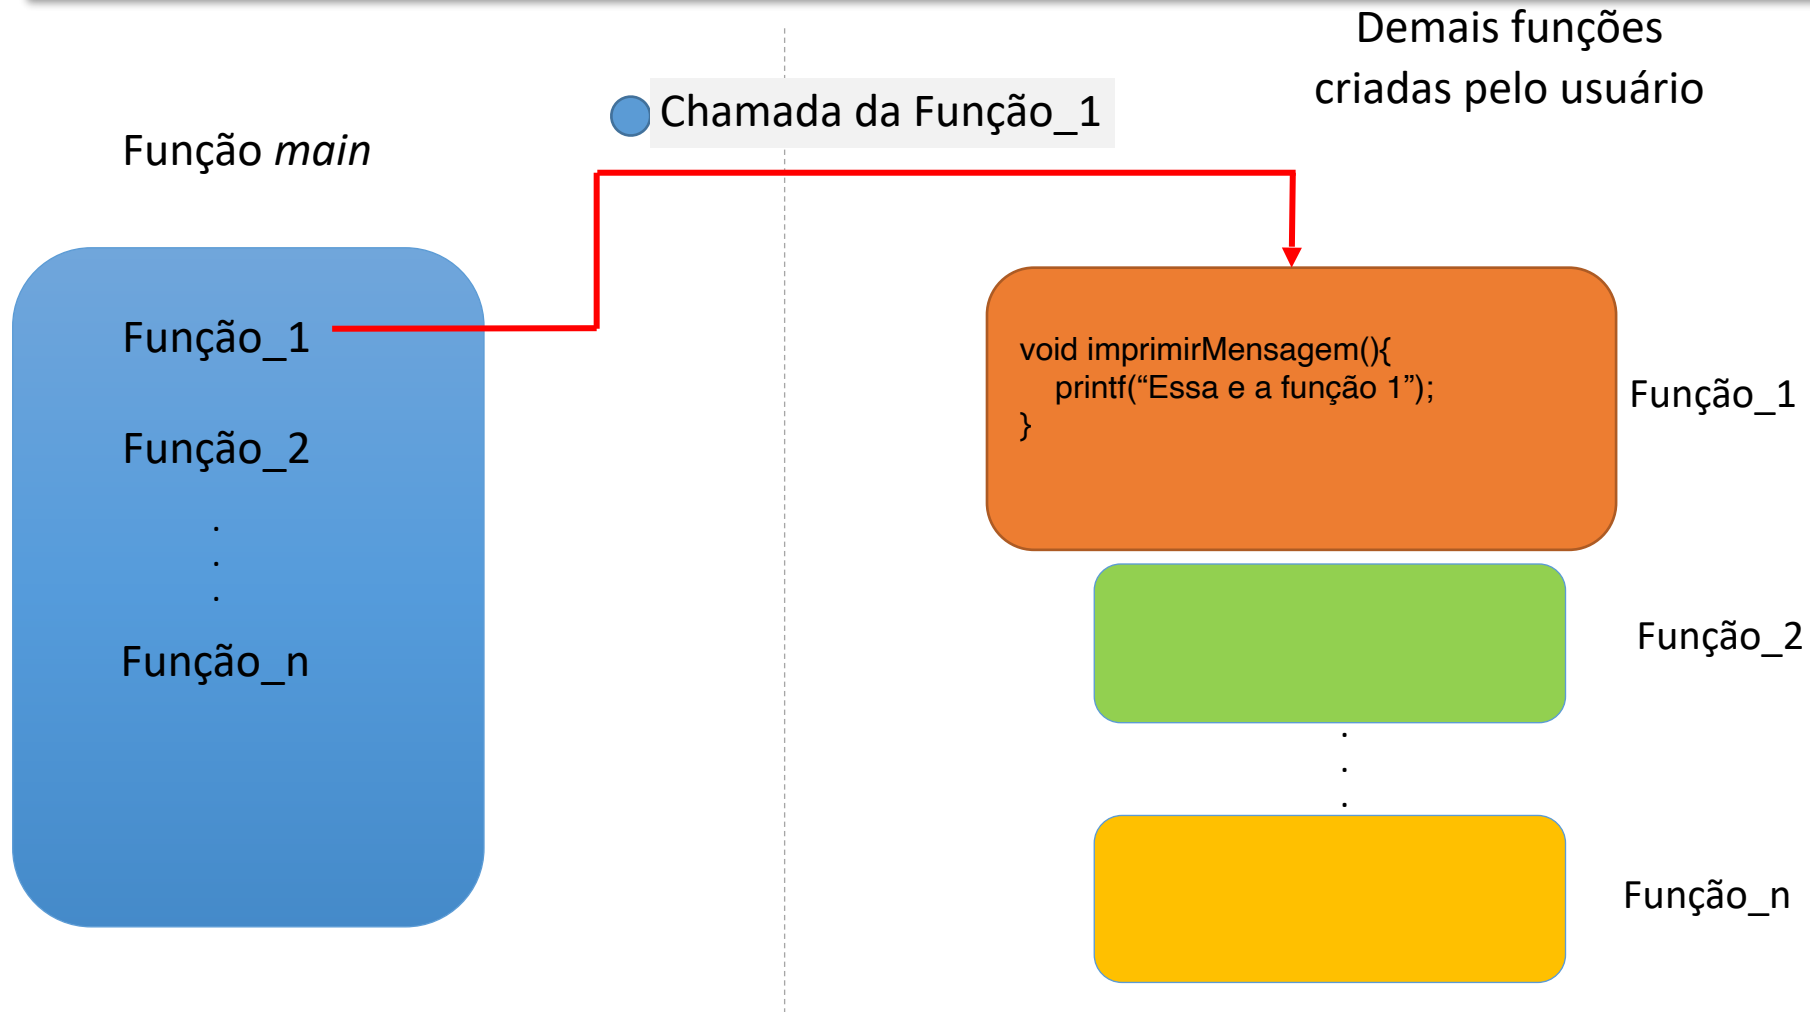 Demais funções
criadas pelo usuário
Chamada da Função_1
Função main
Função_1
Função_2
.
.
.
Função_n
void imprimirMensagem(){
printf(“Essa e a função 1”);
}
Função_1
Função_2
.
.
.
Função_n